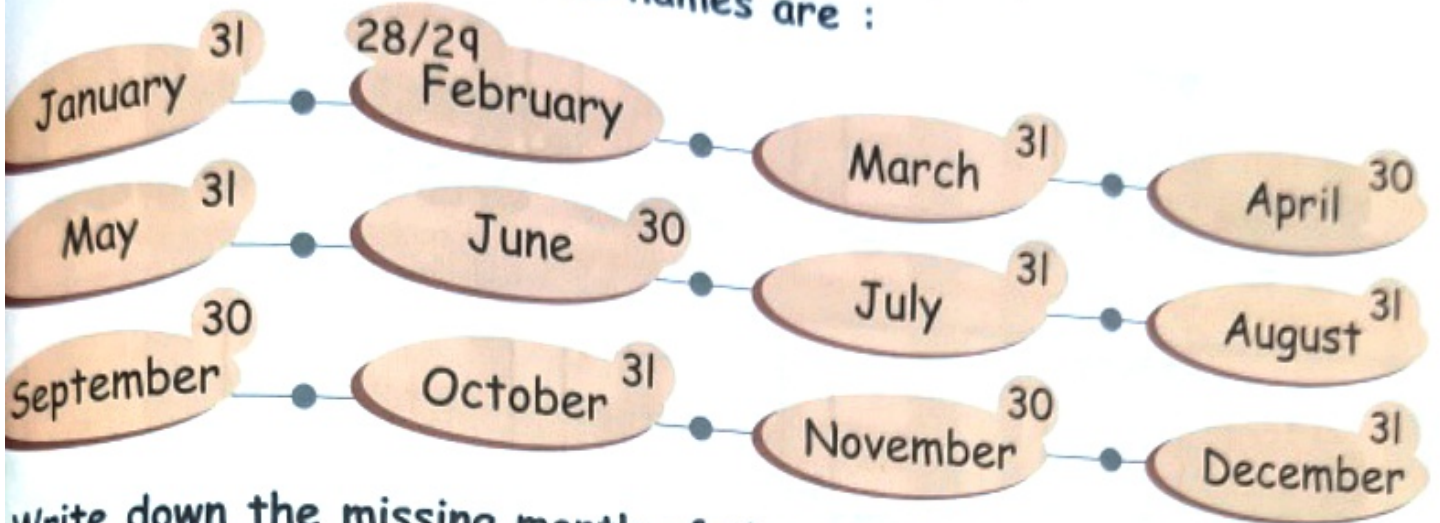 names are :
January 31
28/29 February
March 31
April 30
May 31
June 30
July 31
August 31
September 30
October 31
November 30
December 31
Write down the missing